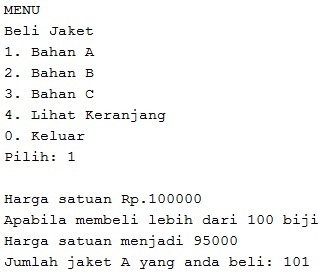 MENU
Beli Jaket
1. Bahan A
2. Bahan B
3. Bahan C
4. Lihat Keranjang
0. Keluar
Pilih: 1
Harga satuan Rp.100000
Apabila membeli lebih dari 100 biji
Harga satuan menjadi 95000
Jumlah jaket A yang anda beli: 101